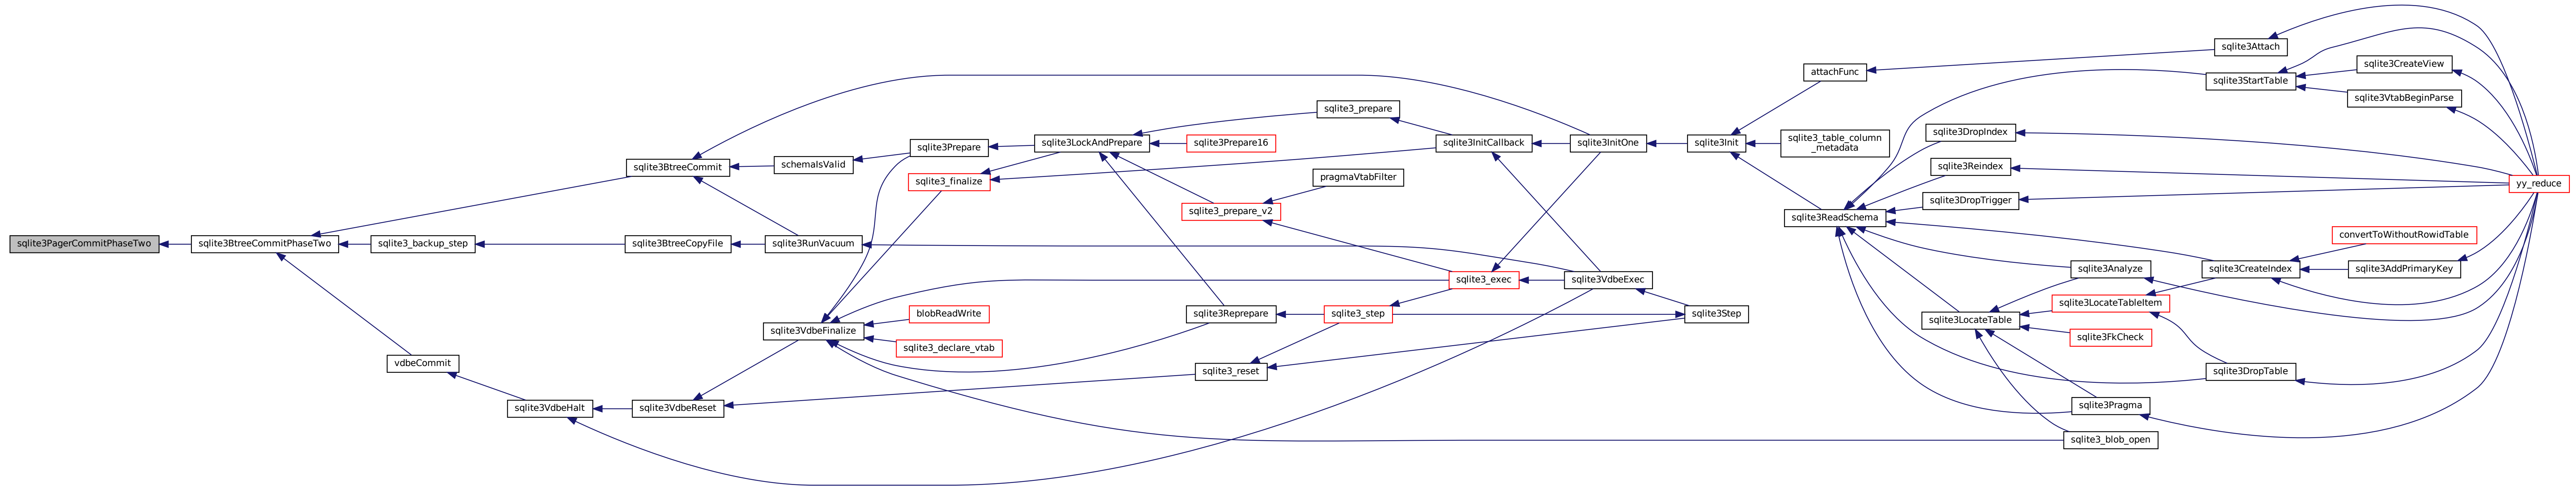 sqlite3PagerCommitPhaseTwo
sqlite3BtreeCommitPhaseTwo
sqlite3BtreeCommit
sqlite3_backup_step
vdbeCommit
sqlite3BtreeCopyFile
sqlite3VdbeHalt
schemaIsValid
sqlite3RunVacuum
sqlite3VdbeFinalize
sqlite3VdbeReset
sqlite3Prepare
sqlite3_finalize
blobReadWrite
sqlite3_declare_vtab
sqlite3LockAndPrepare
sqlite3_prepare
sqlite3Prepare16
sqlite3_prepare_v2
sqlite3Reprepare
sqlite3_reset
pragmaVtabFilter
sqlite3_step
sqlite3InitCallback
sqlite3_exec
sqlite3InitOne
sqlite3VdbeExec
sqlite3Init
sqlite3Step
attachFunc
sqlite3_table_column
_metadata
sqlite3ReadSchema
sqlite3DropIndex
sqlite3Reindex
sqlite3DropTrigger
sqlite3LocateTable
sqlite3Analyze
sqlite3LocateTableItem
sqlite3FkCheck
sqlite3Pragma
sqlite3_blob_open
sqlite3Attach
sqlite3StartTable
sqlite3CreateIndex
sqlite3DropTable
sqlite3CreateView
sqlite3VtabBeginParse
convertToWithoutRowidTable
sqlite3AddPrimaryKey
yy_reduce